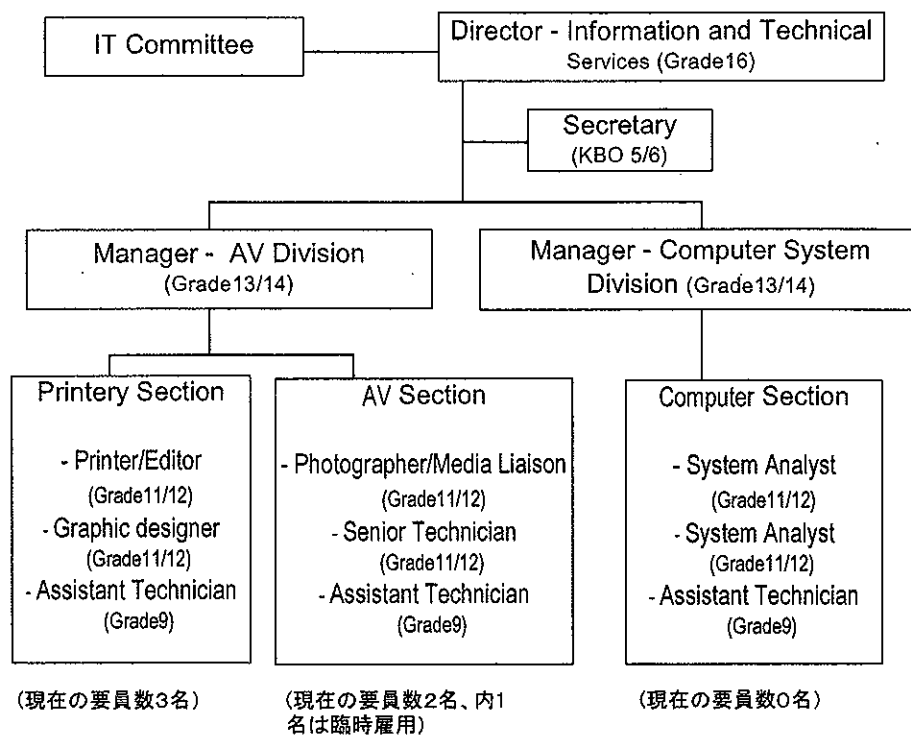 IT Committee
Director - Information and Technical
Services (Grade16)
Secretary
(KBO 5/6)
Manager - AV Division
(Grade13/14)
Manager - Computer System
Division (Grade13/14)
Printery Section
- Printer/Editor
(Grade11/12)
- Graphic designer
(Grade11/12)
- Assistant Technician
(Grade9)
(現在の要員数3名)
AV Section
- Photographer/Media Liaison
(Grade11/12)
- Senior Technician
(Grade11/12)
- Assistant Technician
(Grade9)
(現在の要員数2名、内1
名は臨時雇用)
Computer Section
- System Analyst
(Grade11/12)
- System Analyst
(Grade11/12)
- Assistant Technician
(Grade9)
(現在の要員数0名)